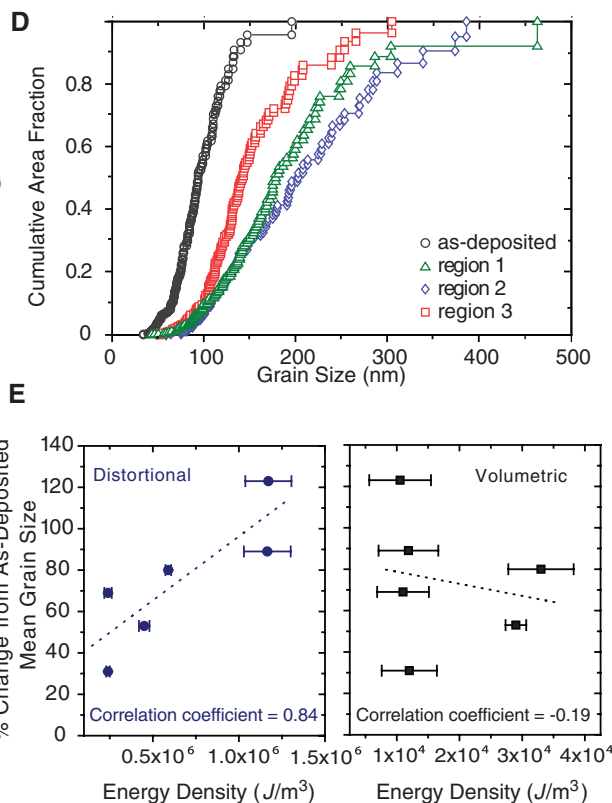 D
1
0.8
0.6
0.4
0.2
0
Cumulative Area Fraction
as-deposited
region 1
region 2
region 3
0 100 200 300 400 500
Grain Size (nm)
E
% Change from As-Deposited
Mean Grain Size
140
120
100
80
60
40
20
0
Distortional
Correlation coefficient = 0.84
0.5x10⁶ 1.0x10⁶ 1.5x10⁶
Energy Density (J/m³)
Volumetric
Correlation coefficient = -0.19
1x10⁴ 2x10⁴ 3x10⁴ 4x10⁴
Energy Density (J/m³)